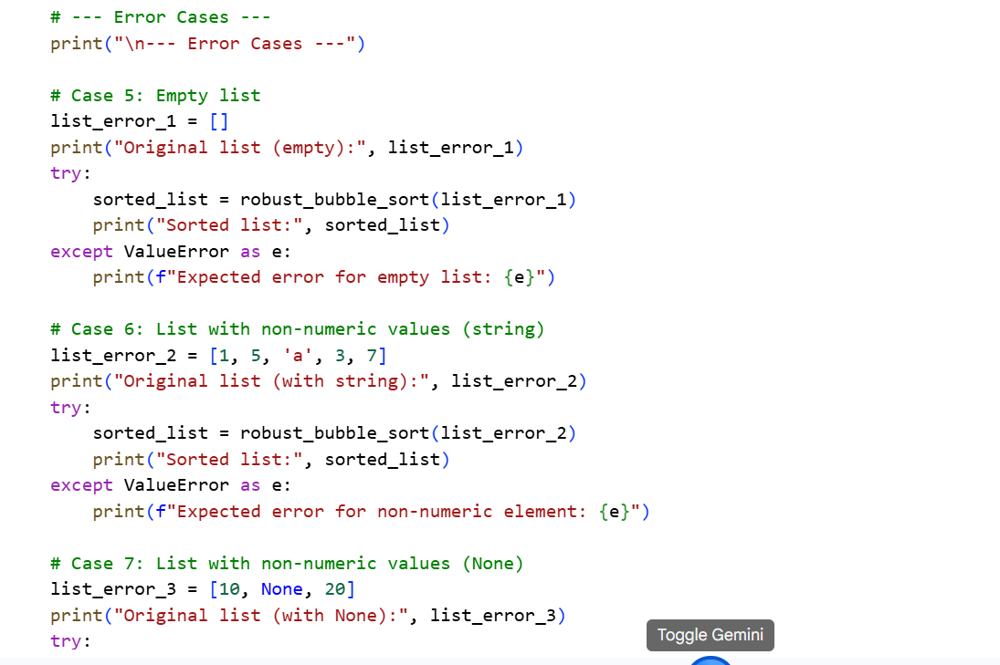 # --- Error Cases ---
print("\n--- Error Cases ---")
# Case 5: Empty list
list_error_1 = []
print("Original list (empty):", list_error_1)
try:
    sorted_list = robust_bubble_sort(list_error_1)
    print("Sorted list:", sorted_list)
except ValueError as e:
    print(f"Expected error for empty list: {e}")
# Case 6: List with non-numeric values (string)
list_error_2 = [1, 5, 'a', 3, 7]
print("Original list (with string):", list_error_2)
try:
    sorted_list = robust_bubble_sort(list_error_2)
    print("Sorted list:", sorted_list)
except ValueError as e:
    print(f"Expected error for non-numeric element: {e}")
# Case 7: List with non-numeric values (None)
list_error_3 = [10, None, 20]
print("Original list (with None):", list_error_3)
try:
Toggle Gemini